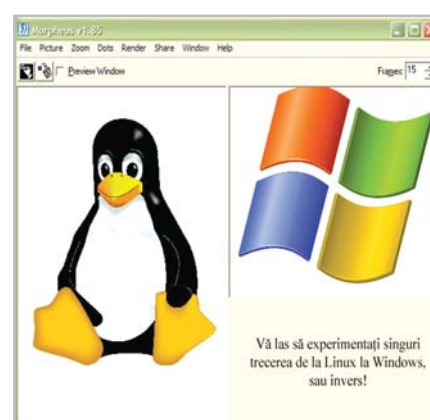 Morpheus v1.85
File Picture Zoom Dots Render Share Window Help
Preview Window
Frames: 15
Vă las să experimentați singuri
trecerea de la Linux la Windows,
sau invers!